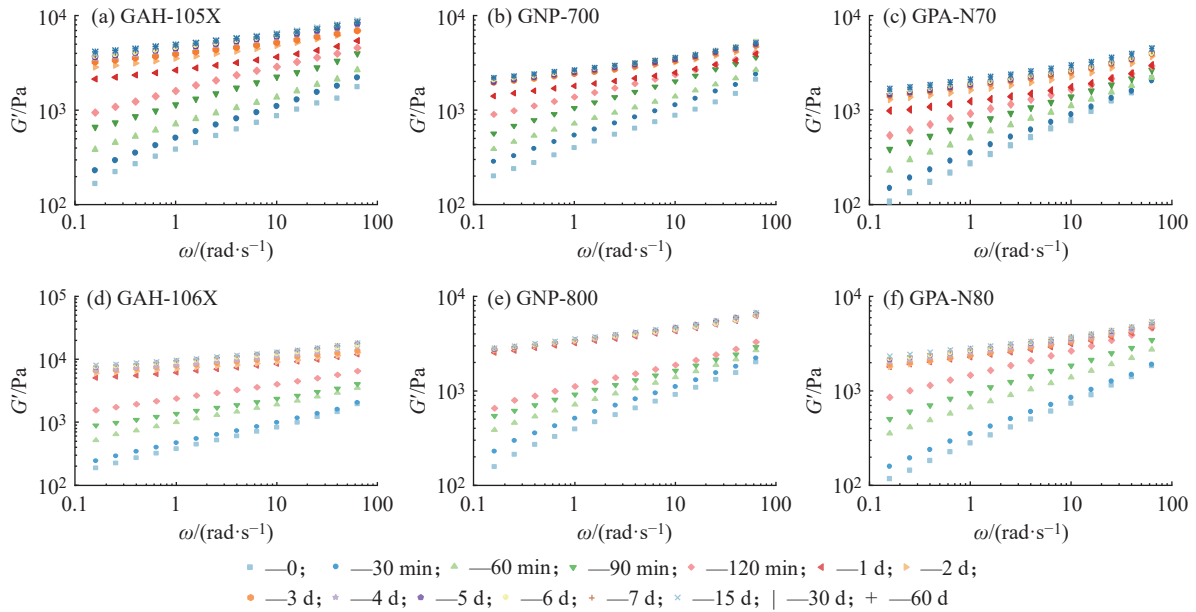 (a) GAH-105X
(b) GNP-700
(c) GPA-N70
10⁴
10³
10²
G′/Pa
0.1 1 10 100
ω/(rad·s⁻¹)
10⁴
10³
10²
G′/Pa
0.1 1 10 100
ω/(rad·s⁻¹)
10⁴
10³
10²
G′/Pa
0.1 1 10 100
ω/(rad·s⁻¹)
(d) GAH-106X
(e) GNP-800
(f) GPA-N80
10⁵
10⁴
10³
10²
G′/Pa
0.1 1 10 100
ω/(rad·s⁻¹)
10⁴
10³
10²
G′/Pa
0.1 1 10 100
ω/(rad·s⁻¹)
10⁴
10³
10²
G′/Pa
0.1 1 10 100
ω/(rad·s⁻¹)
—0; —30 min; —60 min; —90 min; —120 min; —1 d; —2 d;
—3 d; —4 d; —5 d; —6 d; —7 d; —15 d; —30 d; —60 d